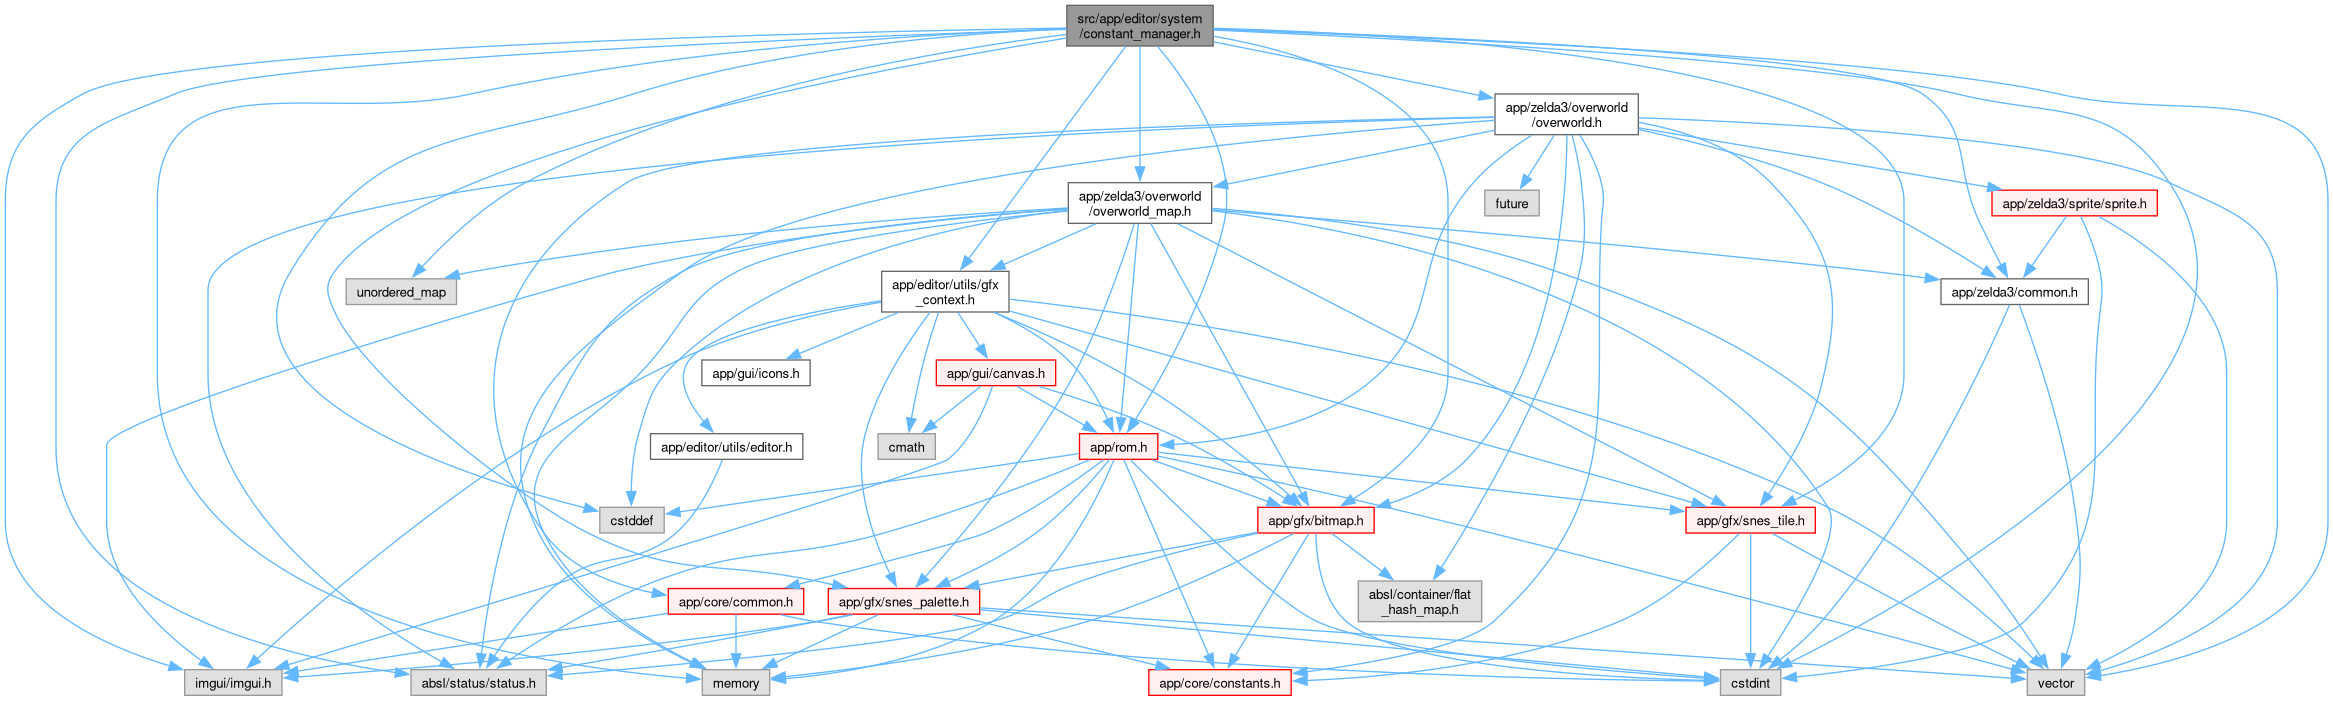 src/app/editor/system
/constant_manager.h
app/zelda3/overworld
/overworld.h
app/zelda3/overworld
/overworld_map.h
future
app/zelda3/sprite/sprite.h
unordered_map
app/editor/utils/gfx
_context.h
app/zelda3/common.h
app/gui/icons.h
app/gui/canvas.h
app/editor/utils/editor.h
cmath
app/rom.h
cstddef
app/gfx/bitmap.h
app/gfx/snes_tile.h
app/core/common.h
app/gfx/snes_palette.h
absl/container/flat
_hash_map.h
imgui/imgui.h
absl/status/status.h
memory
app/core/constants.h
cstdint
vector